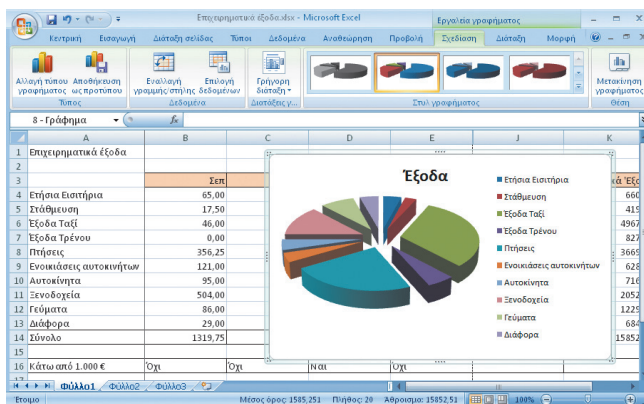 Επιχειρηματικά έξοδα.xlsx - Microsoft Excel
Εργαλεία γραφήματος
Κεντρική Εισαγωγή Διάταξη σελίδας Τύποι Δεδομένα Αναθεώρηση Προβολή Σχεδίαση Διάταξη Μορφή
Αλλαγή τύπου γραφήματος
Αποθήκευση ως προτύπου
Εναλλαγή γραμμής/στήλης
Επιλογή δεδομένων
Γρήγορη διάταξη
Μετακίνηση γραφήματος
Τύπος Δεδομένα Διατάξεις γ... Στυλ γραφήματος Θέση
8 - Γράφημα fx
A B C D E J K
1 Επιχειρηματικά έξοδα
2
3 Σεπ κά Έξο
4 Ετήσια Εισιτήρια 65,00 660
5 Στάθμευση 17,50 419
6 Έξοδα Ταξί 46,00 4967
7 Έξοδα Τρένου 0,00 827
8 Πτήσεις 356,25 3669
9 Ενοικιάσεις αυτοκινήτων 121,00 628
10 Αυτοκίνητα 95,00 716
11 Ξενοδοχεία 504,00 2052
12 Γεύματα 86,00 1229
13 Διάφορα 29,00 684
14 Σύνολο 1319,75 15852
15
16 Κάτω από 1.000 € Όχι Όχι Ναι Όχι
17
Έξοδα
Ετήσια Εισιτήρια
Στάθμευση
Έξοδα Ταξί
Έξοδα Τρένου
Πτήσεις
Ενοικιάσεις αυτοκινήτων
Αυτοκίνητα
Ξενοδοχεία
Γεύματα
Διάφορα
Φύλλο1 Φύλλο2 Φύλλο3
Έτοιμο Μέσος όρος: 1585,251 Πλήθος: 20 Άθροισμα: 15852,51 100%